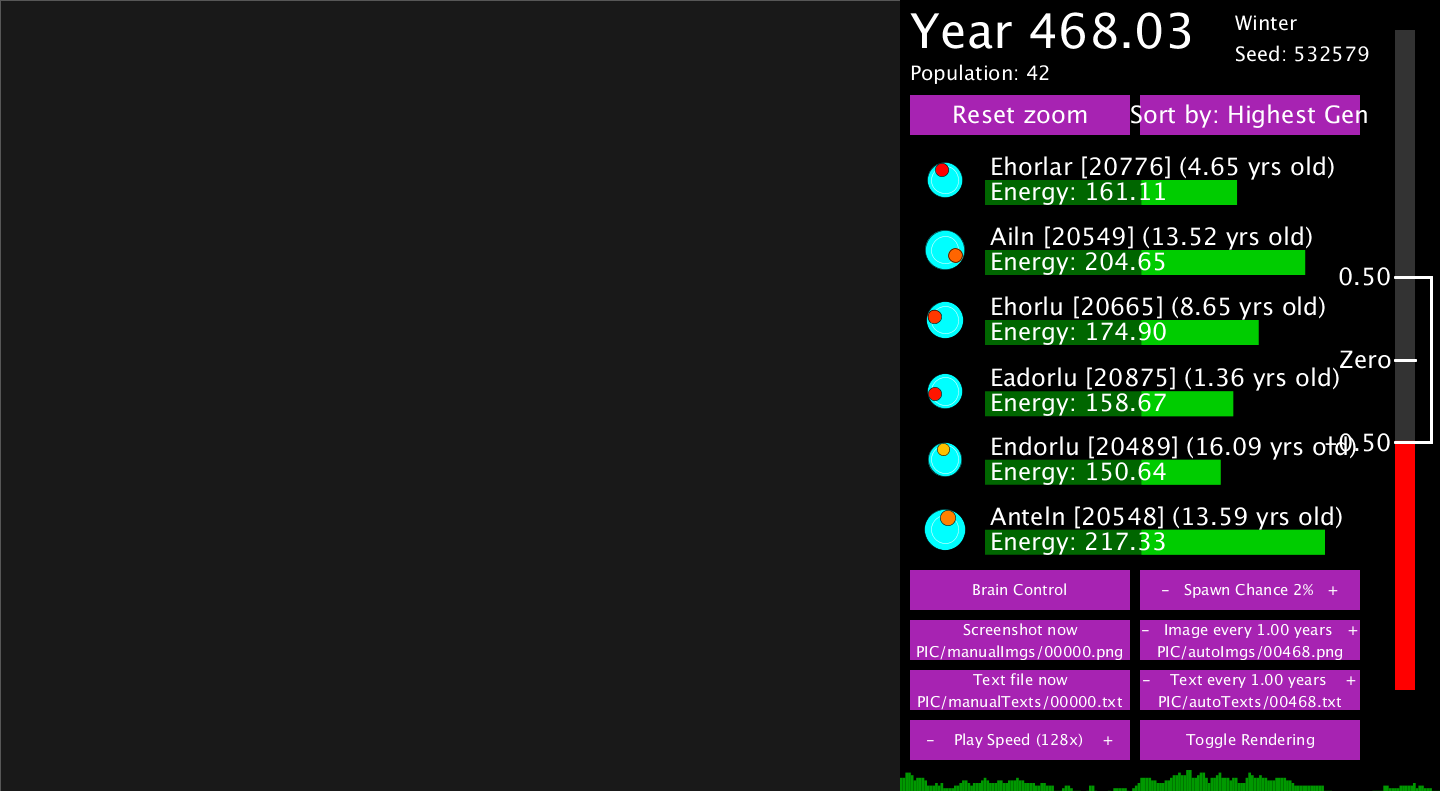 Year 468.03
Winter
Seed: 532579
Population: 42
Reset zoom
Sort by: Highest Gen
Ehorlar [20776] (4.65 yrs old)
Energy: 161.11
Ailn [20549] (13.52 yrs old)
Energy: 204.65
0.50
Ehorlu [20665] (8.65 yrs old)
Energy: 174.90
Zero
Eadorlu [20875] (1.36 yrs old)
Energy: 158.67
Endorlu [20489] (16.09 yrs old)
-0.50
Energy: 150.64
Anteln [20548] (13.59 yrs old)
Energy: 217.33
Brain Control
- Spawn Chance 2% +
Screenshot now
PIC/manualImgs/00000.png
- Image every 1.00 years +
PIC/autoImgs/00468.png
Text file now
PIC/manualTexts/00000.txt
- Text every 1.00 years +
PIC/autoTexts/00468.txt
- Play Speed (128x) +
Toggle Rendering